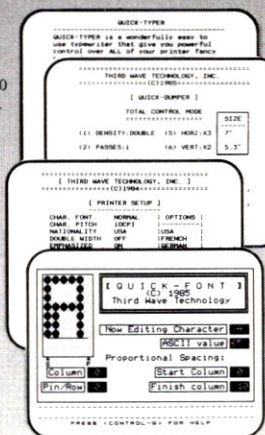 QUICK-TYPER
QUICK-TYPER is a wonderfully easy to
use typewriter that give you powerful
control over ALL of your printer fancy
THIRD WAVE TECHNOLOGY, INC.
(C)1984
[ QUICK-DUMPER ]
TOTAL CONTROL MODE
SIZE
(1) DENSITY:DOUBLE (5) HORZ:X3 7"
(2) PASSES:1 (6) VERT:X2 5.3"
[ THIRD WAVE TECHNOLOGY, INC. ]
(C)1984
[ PRINTER SETUP ]
CHAR. FONT NORMAL | OPTIONS |
CHAR. PITCH 10CPI
NATIONALITY USA |USA
DOUBLE WIDTH OFF |FRENCH
EMPHASIZED ON |GERMAN
[ QUICK-FONT ]
(C) 1985
Third Wave Technology
Now Editing Character
ASCII value
Proportional Spacing:
Column Start Column
Pin/Row Finish column
PRESS <CONTROL-G> FOR HELP